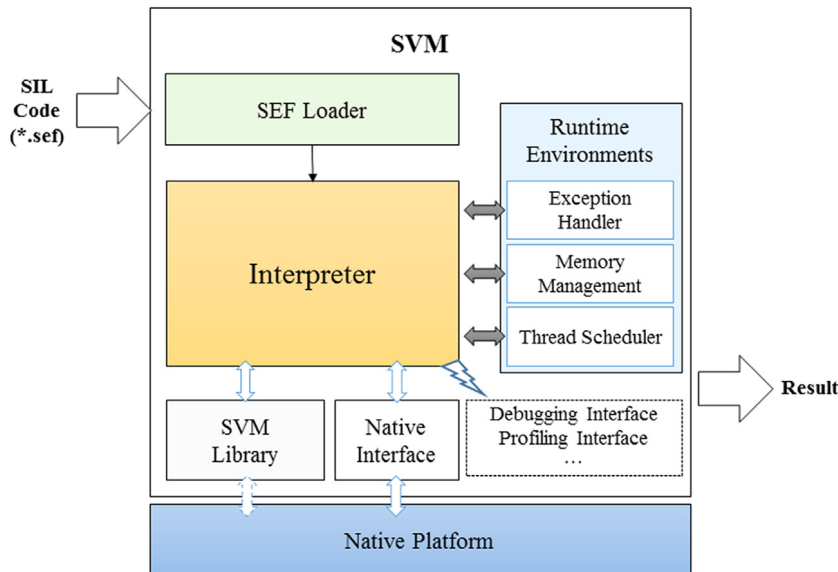 SVM
SIL
Code
(*.sef)
SEF Loader
Runtime
Environments
Exception
Handler
Interpreter
Memory
Management
Thread Scheduler
Result
SVM
Library
Native
Interface
Debugging Interface
Profiling Interface
...
Native Platform